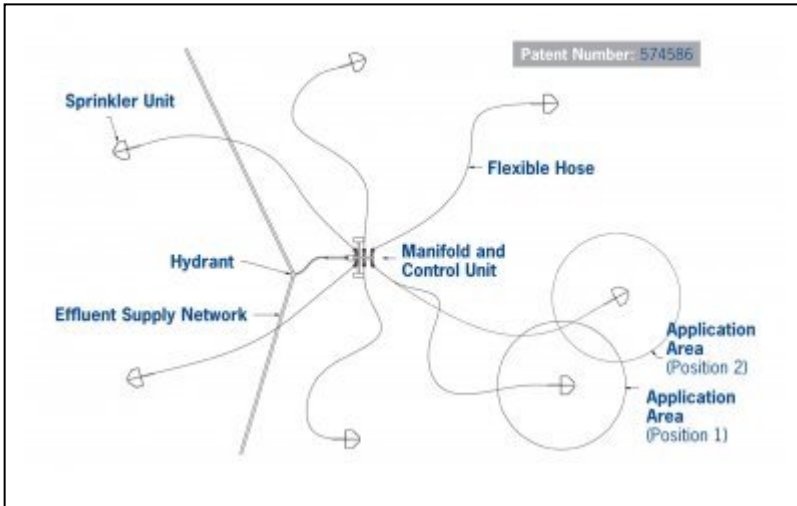 Patent Number: 574586
Sprinkler Unit
Flexible Hose
Hydrant
Manifold and
Control Unit
Effluent Supply Network
Application
Area
(Position 2)
Application
Area
(Position 1)